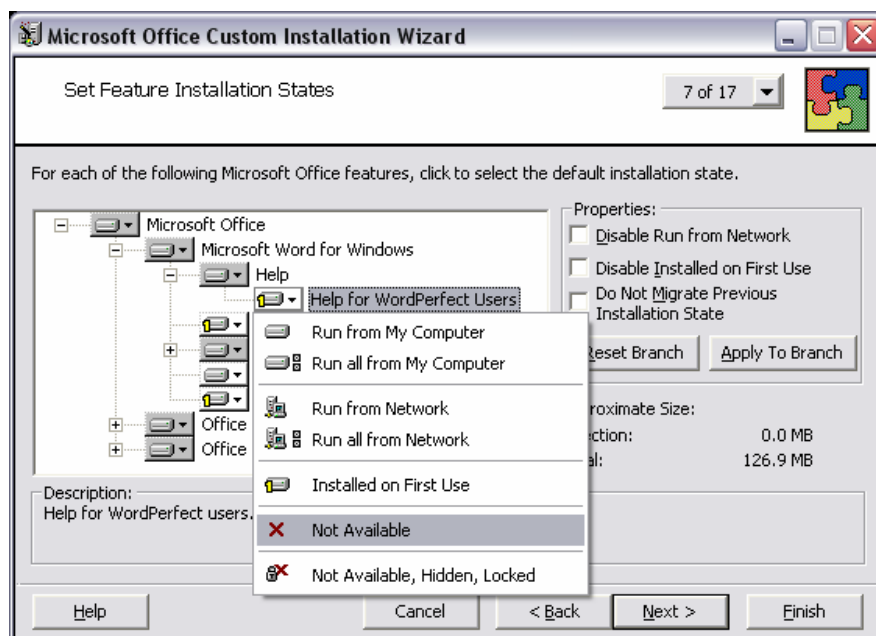 Microsoft Office Custom Installation Wizard
Set Feature Installation States
7 of 17
For each of the following Microsoft Office features, click to select the default installation state.
Microsoft Office
Microsoft Word for Windows
Help
Help for WordPerfect Users
Office
Office
Run from My Computer
Run all from My Computer
Run from Network
Run all from Network
Installed on First Use
Not Available
Not Available, Hidden, Locked
Properties:
Disable Run from Network
Disable Installed on First Use
Do Not Migrate Previous
Installation State
Reset Branch
Apply To Branch
roximate Size:
ection:
0.0 MB
al:
126.9 MB
Description:
Help for WordPerfect users.
Help
Cancel
< Back
Next >
Finish